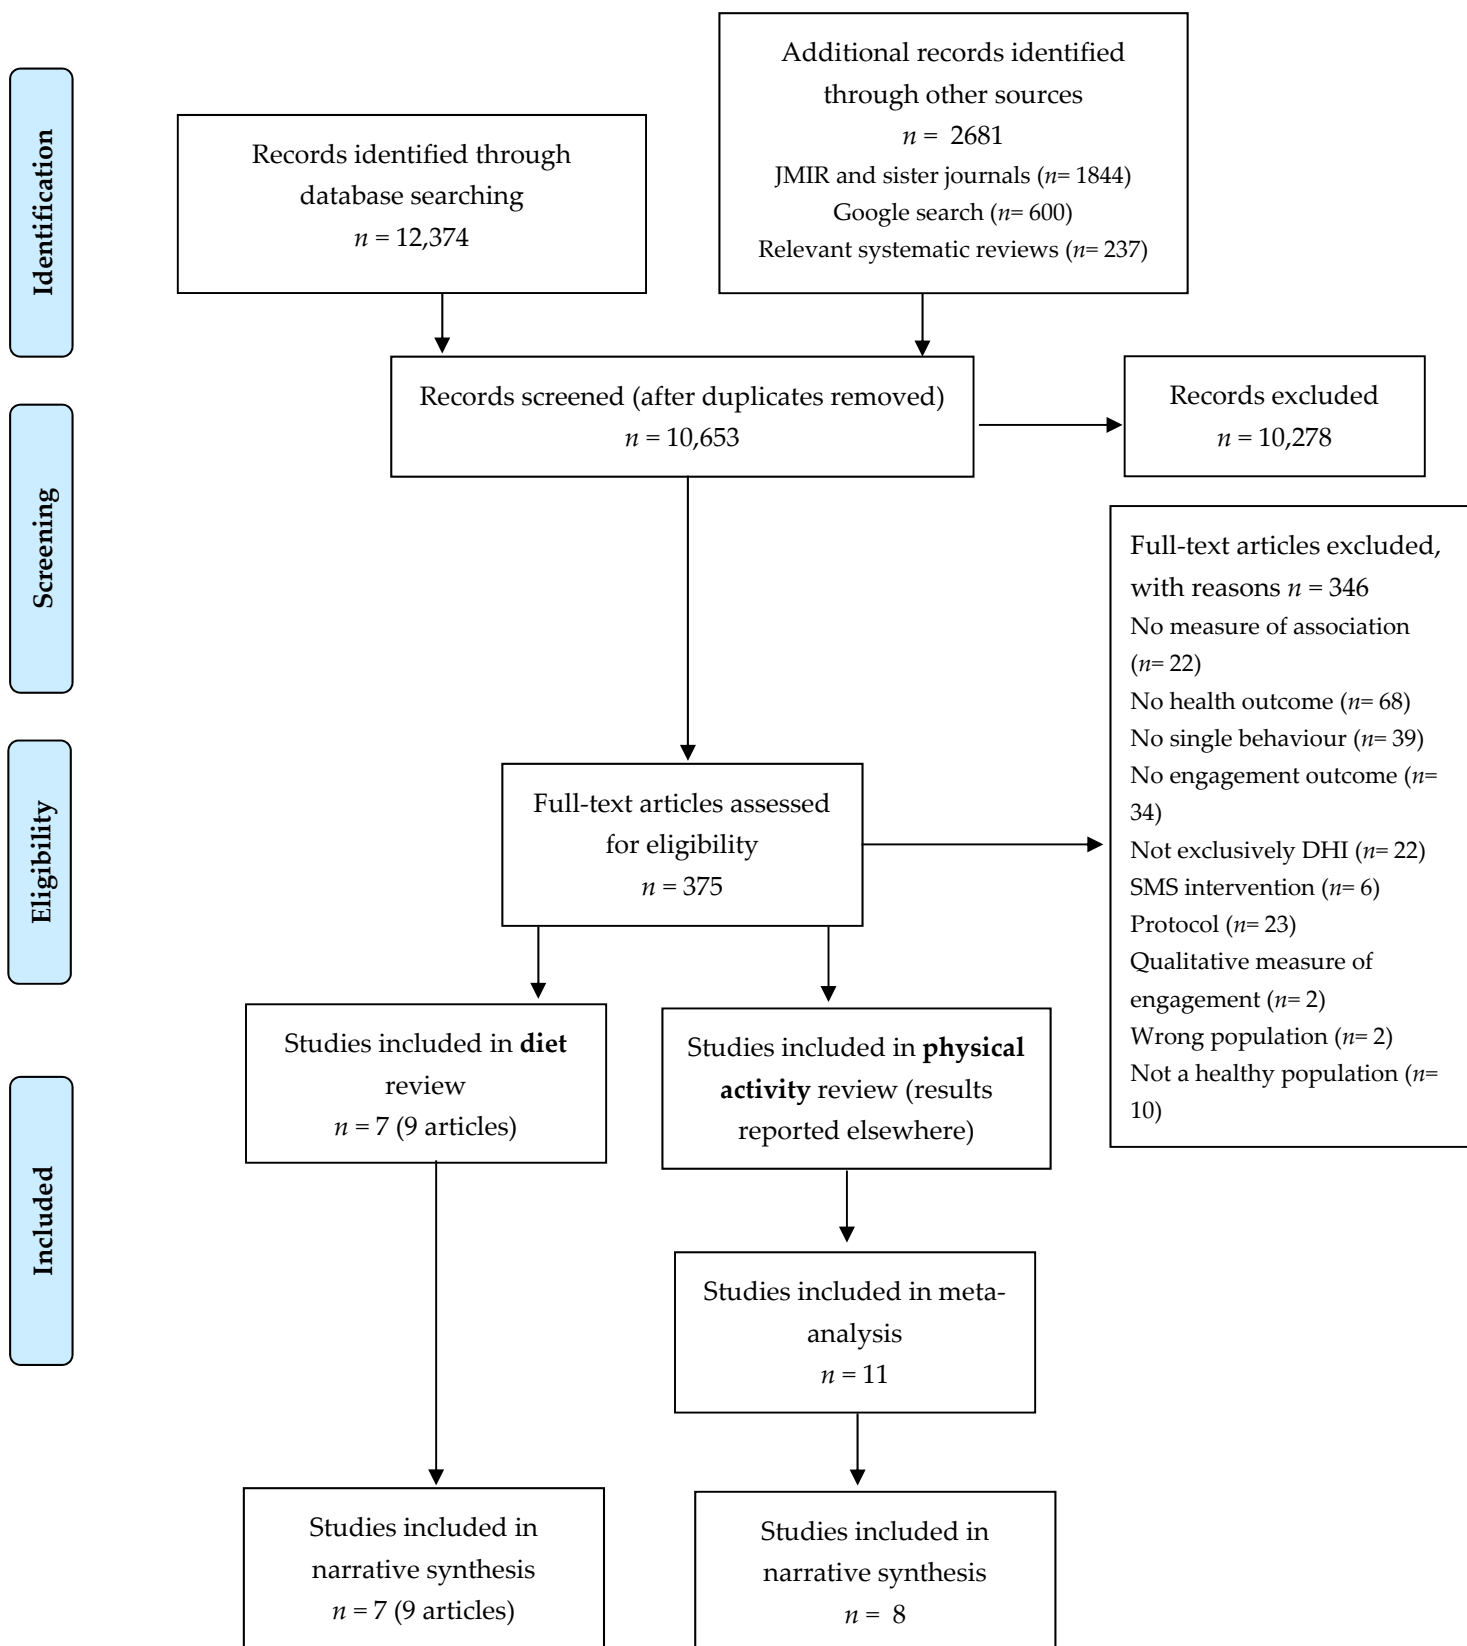 Identification
Records identified through
database searching
n = 12,374
Additional records identified
through other sources
n = 2681
JMIR and sister journals (n= 1844)
Google search (n= 600)
Relevant systematic reviews (n= 237)
Screening
Records screened (after duplicates removed)
n = 10,653
Records excluded
n = 10,278
Eligibility
Full-text articles assessed
for eligibility
n = 375
Full-text articles excluded,
with reasons n = 346
No measure of association
(n= 22)
No health outcome (n= 68)
No single behaviour (n= 39)
No engagement outcome (n=
34)
Not exclusively DHI (n= 22)
SMS intervention (n= 6)
Protocol (n= 23)
Qualitative measure of
engagement (n= 2)
Wrong population (n= 2)
Not a healthy population (n=
10)
Included
Studies included in diet
review
n = 7 (9 articles)
Studies included in physical
activity review (results
reported elsewhere)
Studies included in meta-
analysis
n = 11
Studies included in
narrative synthesis
n = 7 (9 articles)
Studies included in
narrative synthesis
n = 8